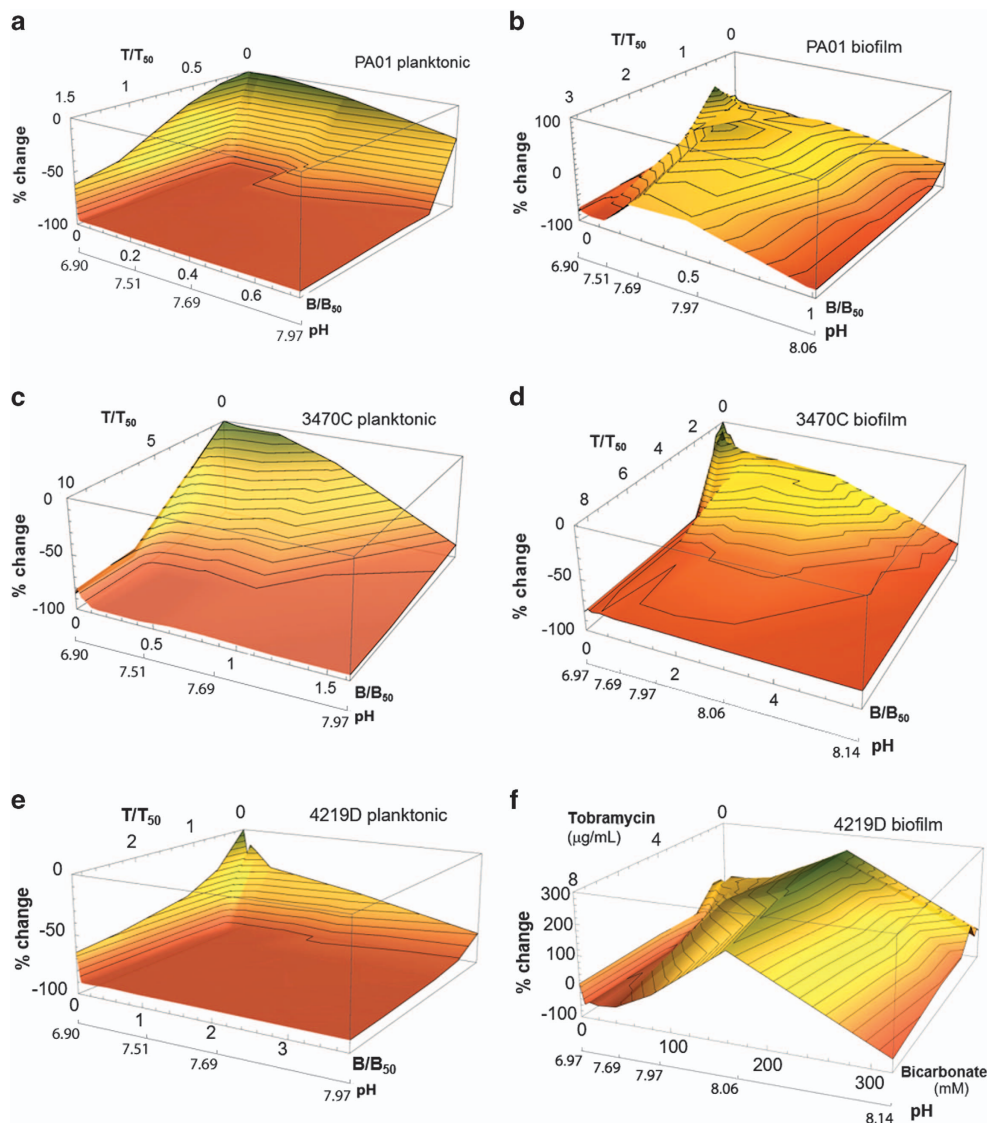 a
T/T50
0
0.5
1
1.5
PA01 planktonic
0
-50
-100
% change
0
0.2
0.4
0.6
B/B50
6.90
7.51
7.69
7.97
pH
b
T/T50
0
1
2
3
PA01 biofilm
100
0
-100
% change
0
0.5
1
B/B50
6.90
7.51
7.69
7.97
8.06
pH
c
T/T50
0
5
10
3470C planktonic
0
-50
-100
% change
0
0.5
1
1.5
B/B50
6.90
7.51
7.69
7.97
pH
d
T/T50
0
2
4
6
8
3470C biofilm
0
-50
-100
% change
0
2
4
B/B50
6.97
7.69
7.97
8.06
8.14
pH
e
T/T50
0
1
2
4219D planktonic
0
-50
-100
% change
0
1
2
3
B/B50
6.90
7.51
7.69
7.97
pH
f
Tobramycin
(μg/mL)
0
4
8
4219D biofilm
300
200
100
0
-100
% change
0
100
200
300
Bicarbonate
(mM)
6.97
7.69
7.97
8.06
8.14
pH